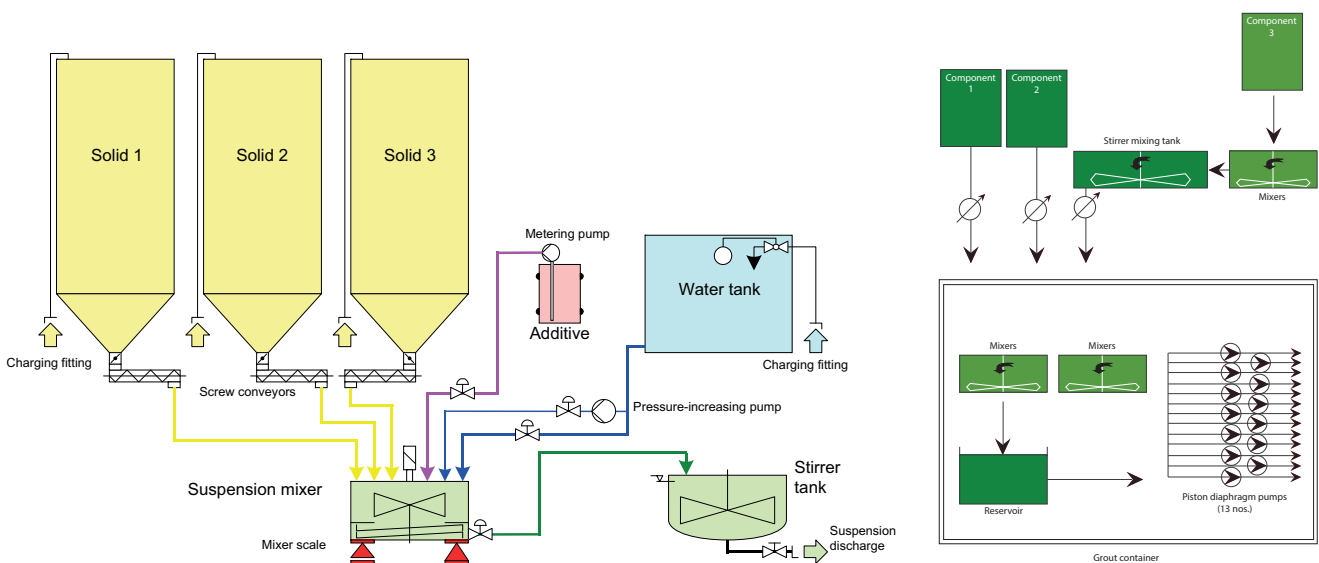 Solid 1
Solid 2
Solid 3
Metering pump
Additive
Water tank
Charging fitting
Charging fitting
Screw conveyors
Pressure-increasing pump
Suspension mixer
Mixer scale
Stirrer
tank
Suspension
discharge
Component
1
Component
2
Component
3
Stirrer mixing tank
Mixers
Mixers
Mixers
Reservoir
Piston diaphragm pumps
(13 nos.)
Grout container